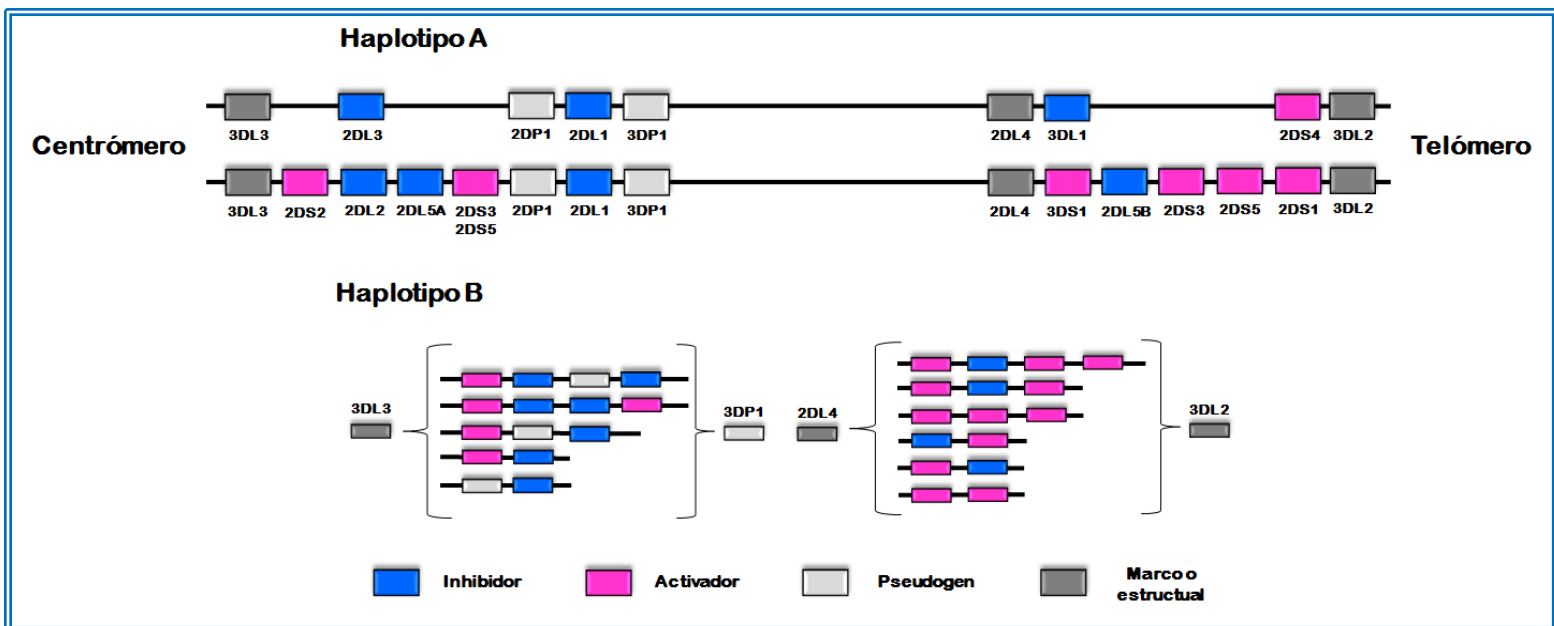 Haplotipo A
3DL3 2DL3 2DP1 2DL1 3DP1 2DL4 3DL1 2DS4 3DL2
Centrómero Telómero
3DL3 2DS2 2DL2 2DL5A 2DS3 2DP1 2DL1 3DP1 2DL4 3DS1 2DL5B 2DS3 2DS5 2DS1 3DL2
2DS5
Haplotipo B
3DL3 3DP1 2DL4 3DL2
Inhibidor Activador Pseudogen Marco o
estructual